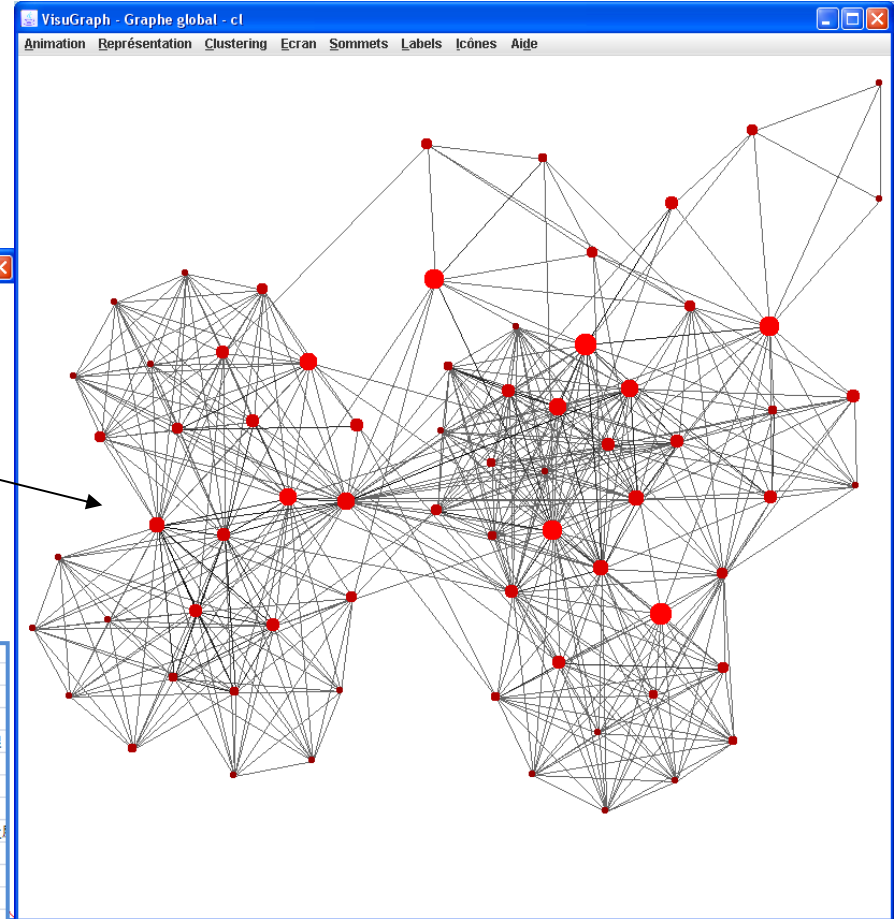 VisuGraph - Graphe global - cl
Animation Représentation Clustering Ecran Sommets Labels Icônes Aide